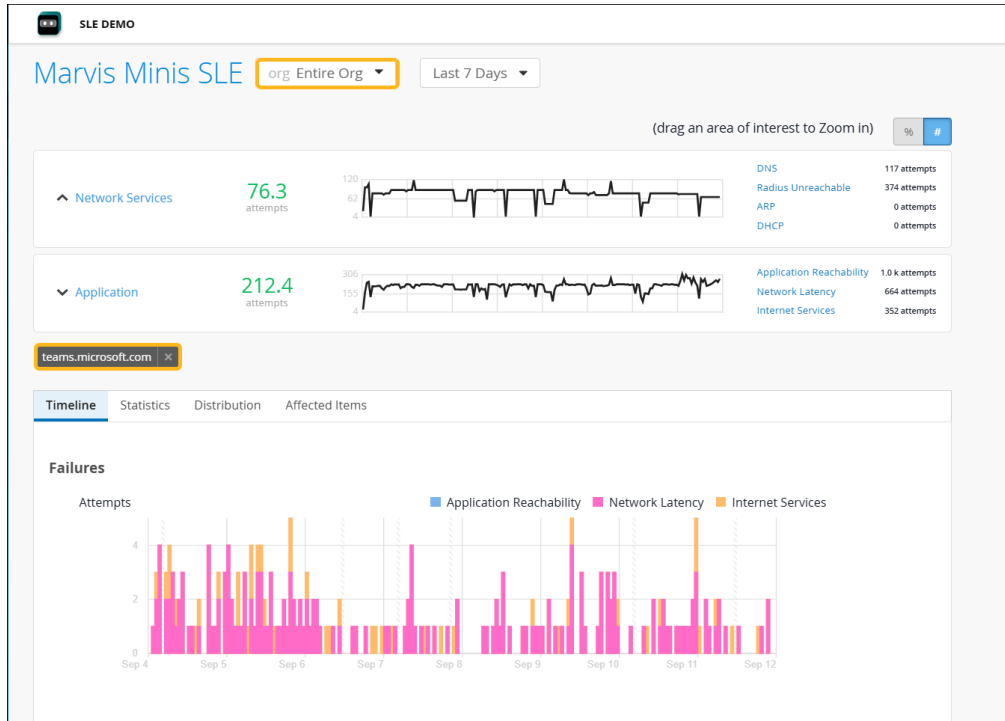 SLE DEMO
Marvis Minis SLE org Entire Org Last 7 Days
(drag an area of interest to Zoom in) % #
Network Services
76.3
attempts
120
62
4
DNS 117 attempts
Radius Unreachable 374 attempts
ARP 0 attempts
DHCP 0 attempts
Application
212.4
attempts
306
155
4
Application Reachability 1.0 k attempts
Network Latency 664 attempts
Internet Services 352 attempts
teams.microsoft.com ×
Timeline Statistics Distribution Affected Items
Failures
Attempts Application Reachability Network Latency Internet Services
4
2
0
Sep 4 Sep 5 Sep 6 Sep 7 Sep 8 Sep 9 Sep 10 Sep 11 Sep 12